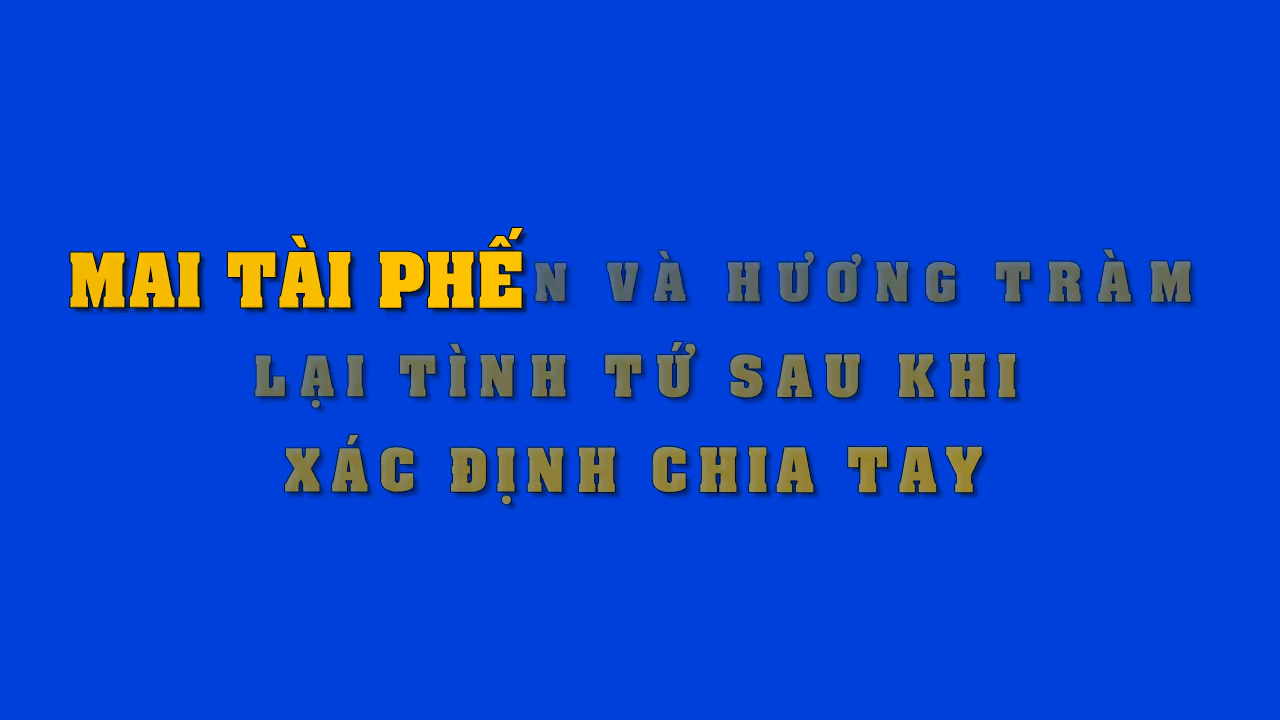 MAI TÀI PHẾN VÀ HƯƠNG TRÀM
LẠI TÌNH TỨ SAU KHI
XÁC ĐỊNH CHIA TAY